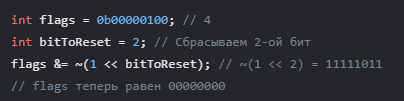 int flags = 0b00000100; // 4
int bitToReset = 2; // Сбрасываем 2-ой бит
flags &= ~(1 << bitToReset); // ~(1 << 2) = 11111011
// flags теперь равен 00000000